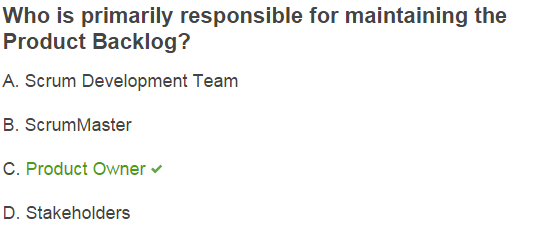 Who is primarily responsible for maintaining the
Product Backlog?
A. Scrum Development Team
B. ScrumMaster
C. Product Owner ✔
D. Stakeholders